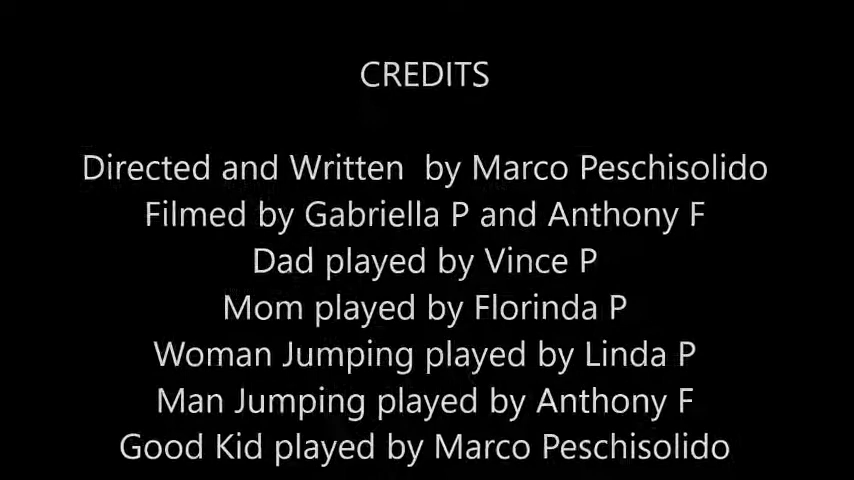 CREDITS
Directed and Written  by Marco Peschisolido
Filmed by Gabriella P and Anthony F
Dad played by Vince P
Mom played by Florinda P
Woman Jumping played by Linda P
Man Jumping played by Anthony F
Good Kid played by Marco Peschisolido